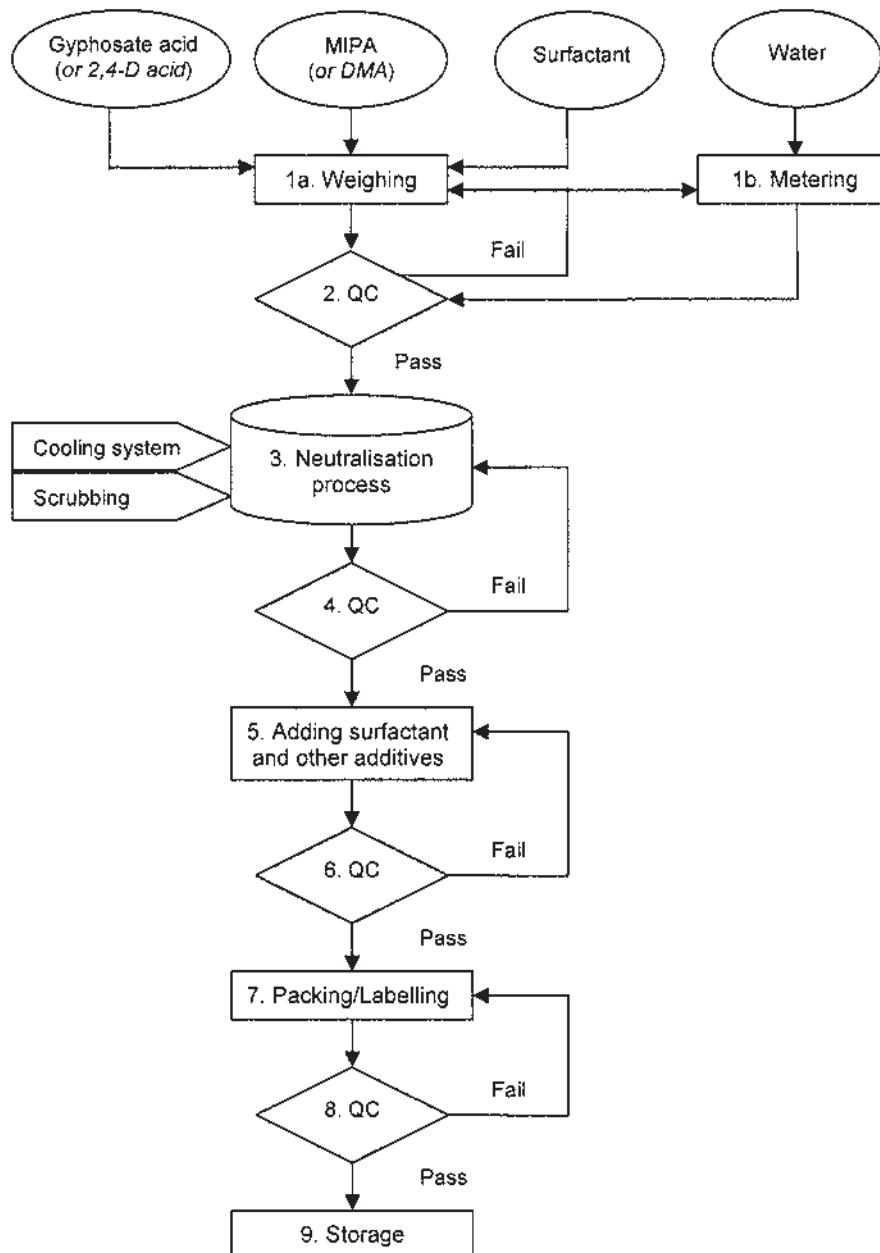 Gyphosate acid
(or 2,4-D acid)
MIPA
(or DMA)
Surfactant
Water
1a. Weighing
1b. Metering
Fail
2. QC
Pass
Cooling system
3. Neutralisation
process
Scrubbing
4. QC
Fail
Pass
5. Adding surfactant
and other additives
6. QC
Fail
Pass
7. Packing/Labelling
8. QC
Fail
Pass
9. Storage